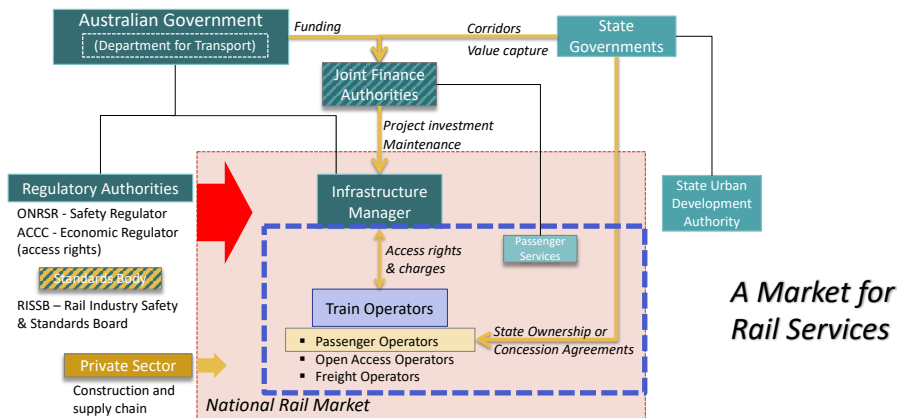 Australian Government
(Department for Transport)
Funding
Corridors
Value capture
State
Governments
Joint Finance
Authorities
Project investment
Maintenance
Regulatory Authorities
ONRSR - Safety Regulator
ACCC - Economic Regulator
(access rights)
Standards Body
RISSB – Rail Industry Safety
& Standards Board
Infrastructure
Manager
State Urban
Development
Authority
Passenger
Services
Access rights
& charges
Train Operators
▪ Passenger Operators
▪ Open Access Operators
▪ Freight Operators
State Ownership or
Concession Agreements
A Market for
Rail Services
Private Sector
Construction and
supply chain
National Rail Market